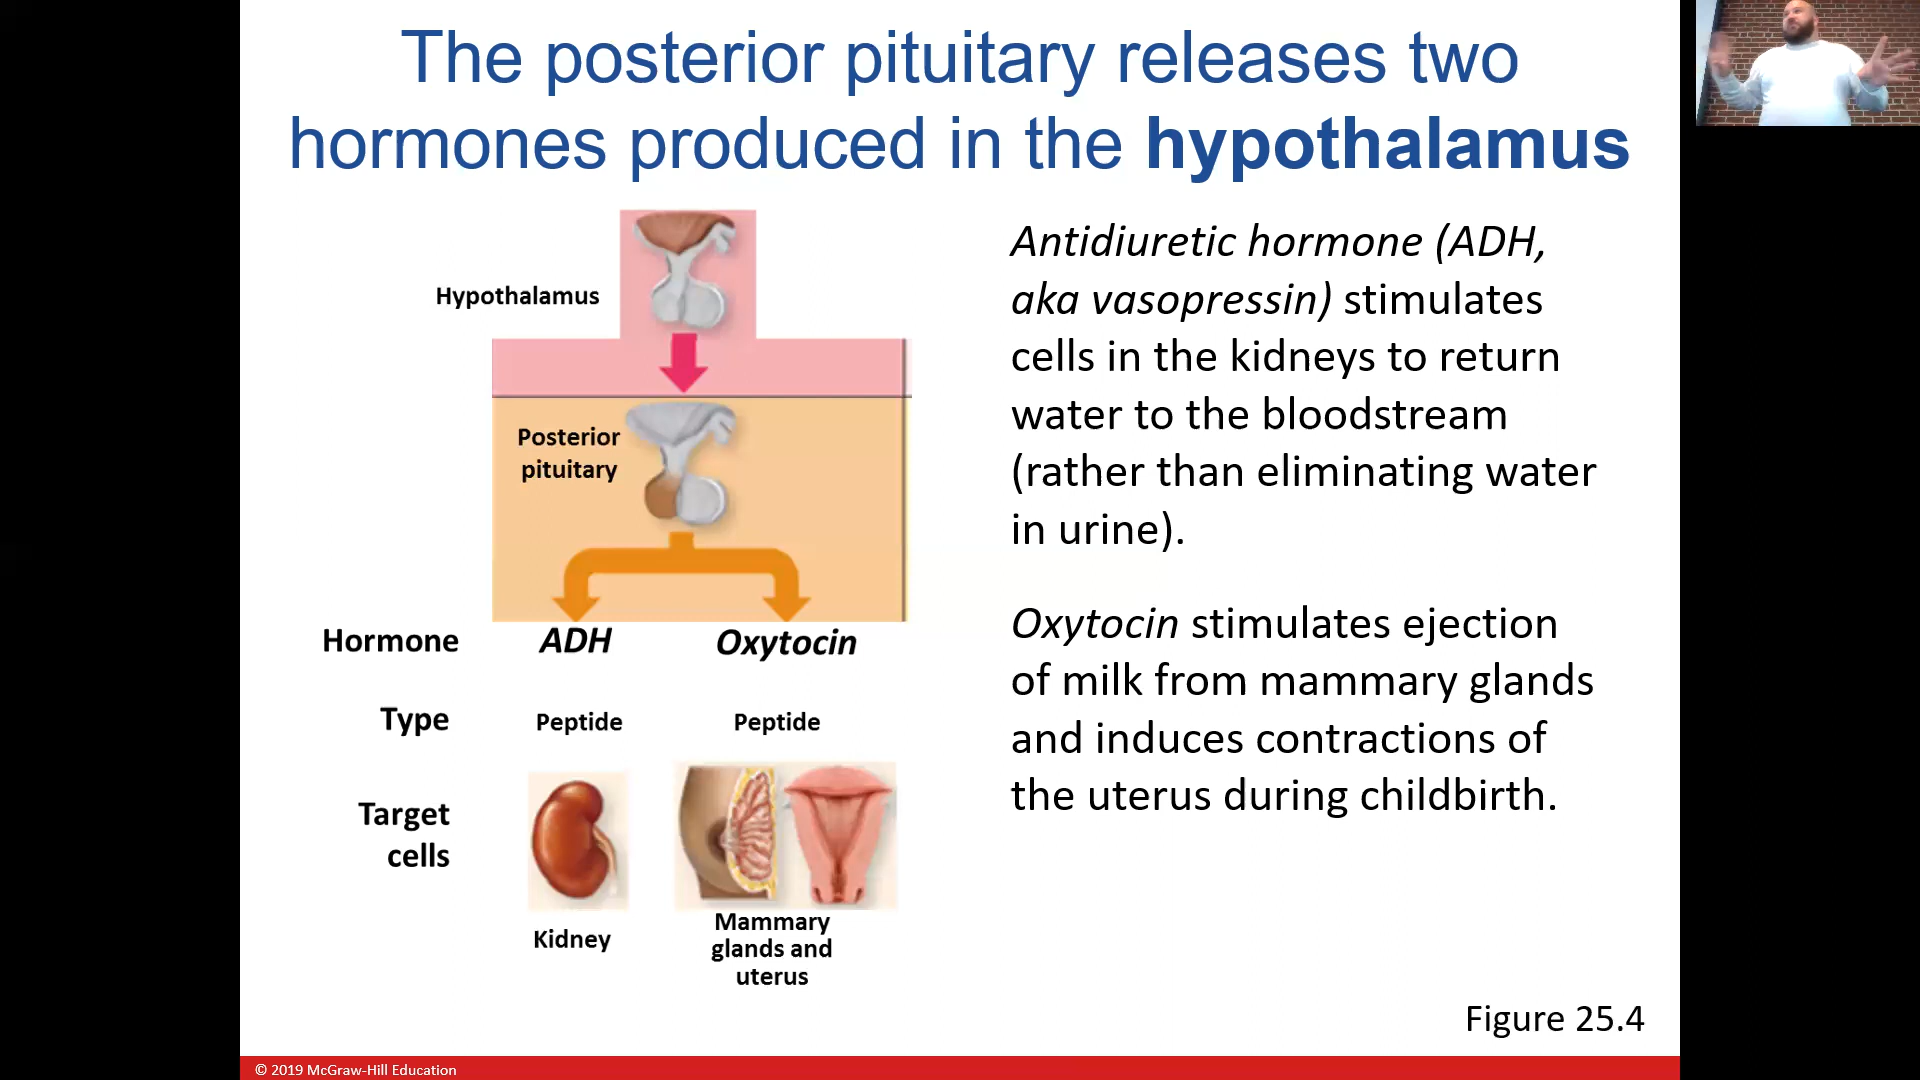 The posterior pituitary releases two
hormones produced in the hypothalamus
Hypothalamus
Posterior
pituitary
Hormone ADH Oxytocin
Type Peptide Peptide
Target
cells
Kidney
Mammary
glands and
uterus
Antidiuretic hormone (ADH,
aka vasopressin) stimulates
cells in the kidneys to return
water to the bloodstream
(rather than eliminating water
in urine).
Oxytocin stimulates ejection
of milk from mammary glands
and induces contractions of
the uterus during childbirth.
Figure 25.4
© 2019 McGraw-Hill Education